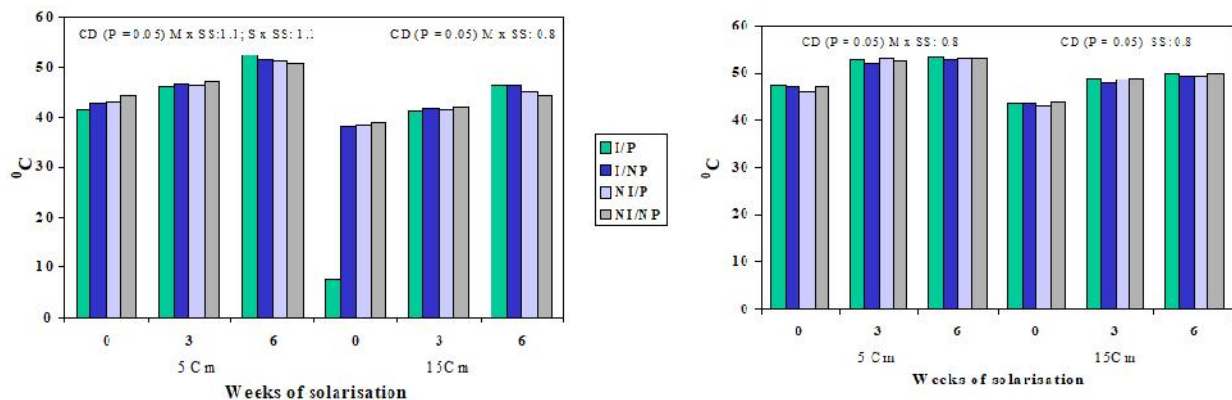 CD (P = 0.05) M x SS:1.1; S x SS: 1.1
CD (P = 0.05) M x SS: 0.8
60
50
40
30
20
10
0
⁰C
0
3
6
0
3
6
5 Cm
15Cm
Weeks of solarisation
I/P
I/NP
NI/P
NI/NP
CD (P = 0.05) M x SS: 0.8
CD (P = 0.05) SS: 0.8
60
50
40
30
20
10
0
⁰C
0
3
6
0
3
6
5 Cm
15Cm
Weeks of solarisation